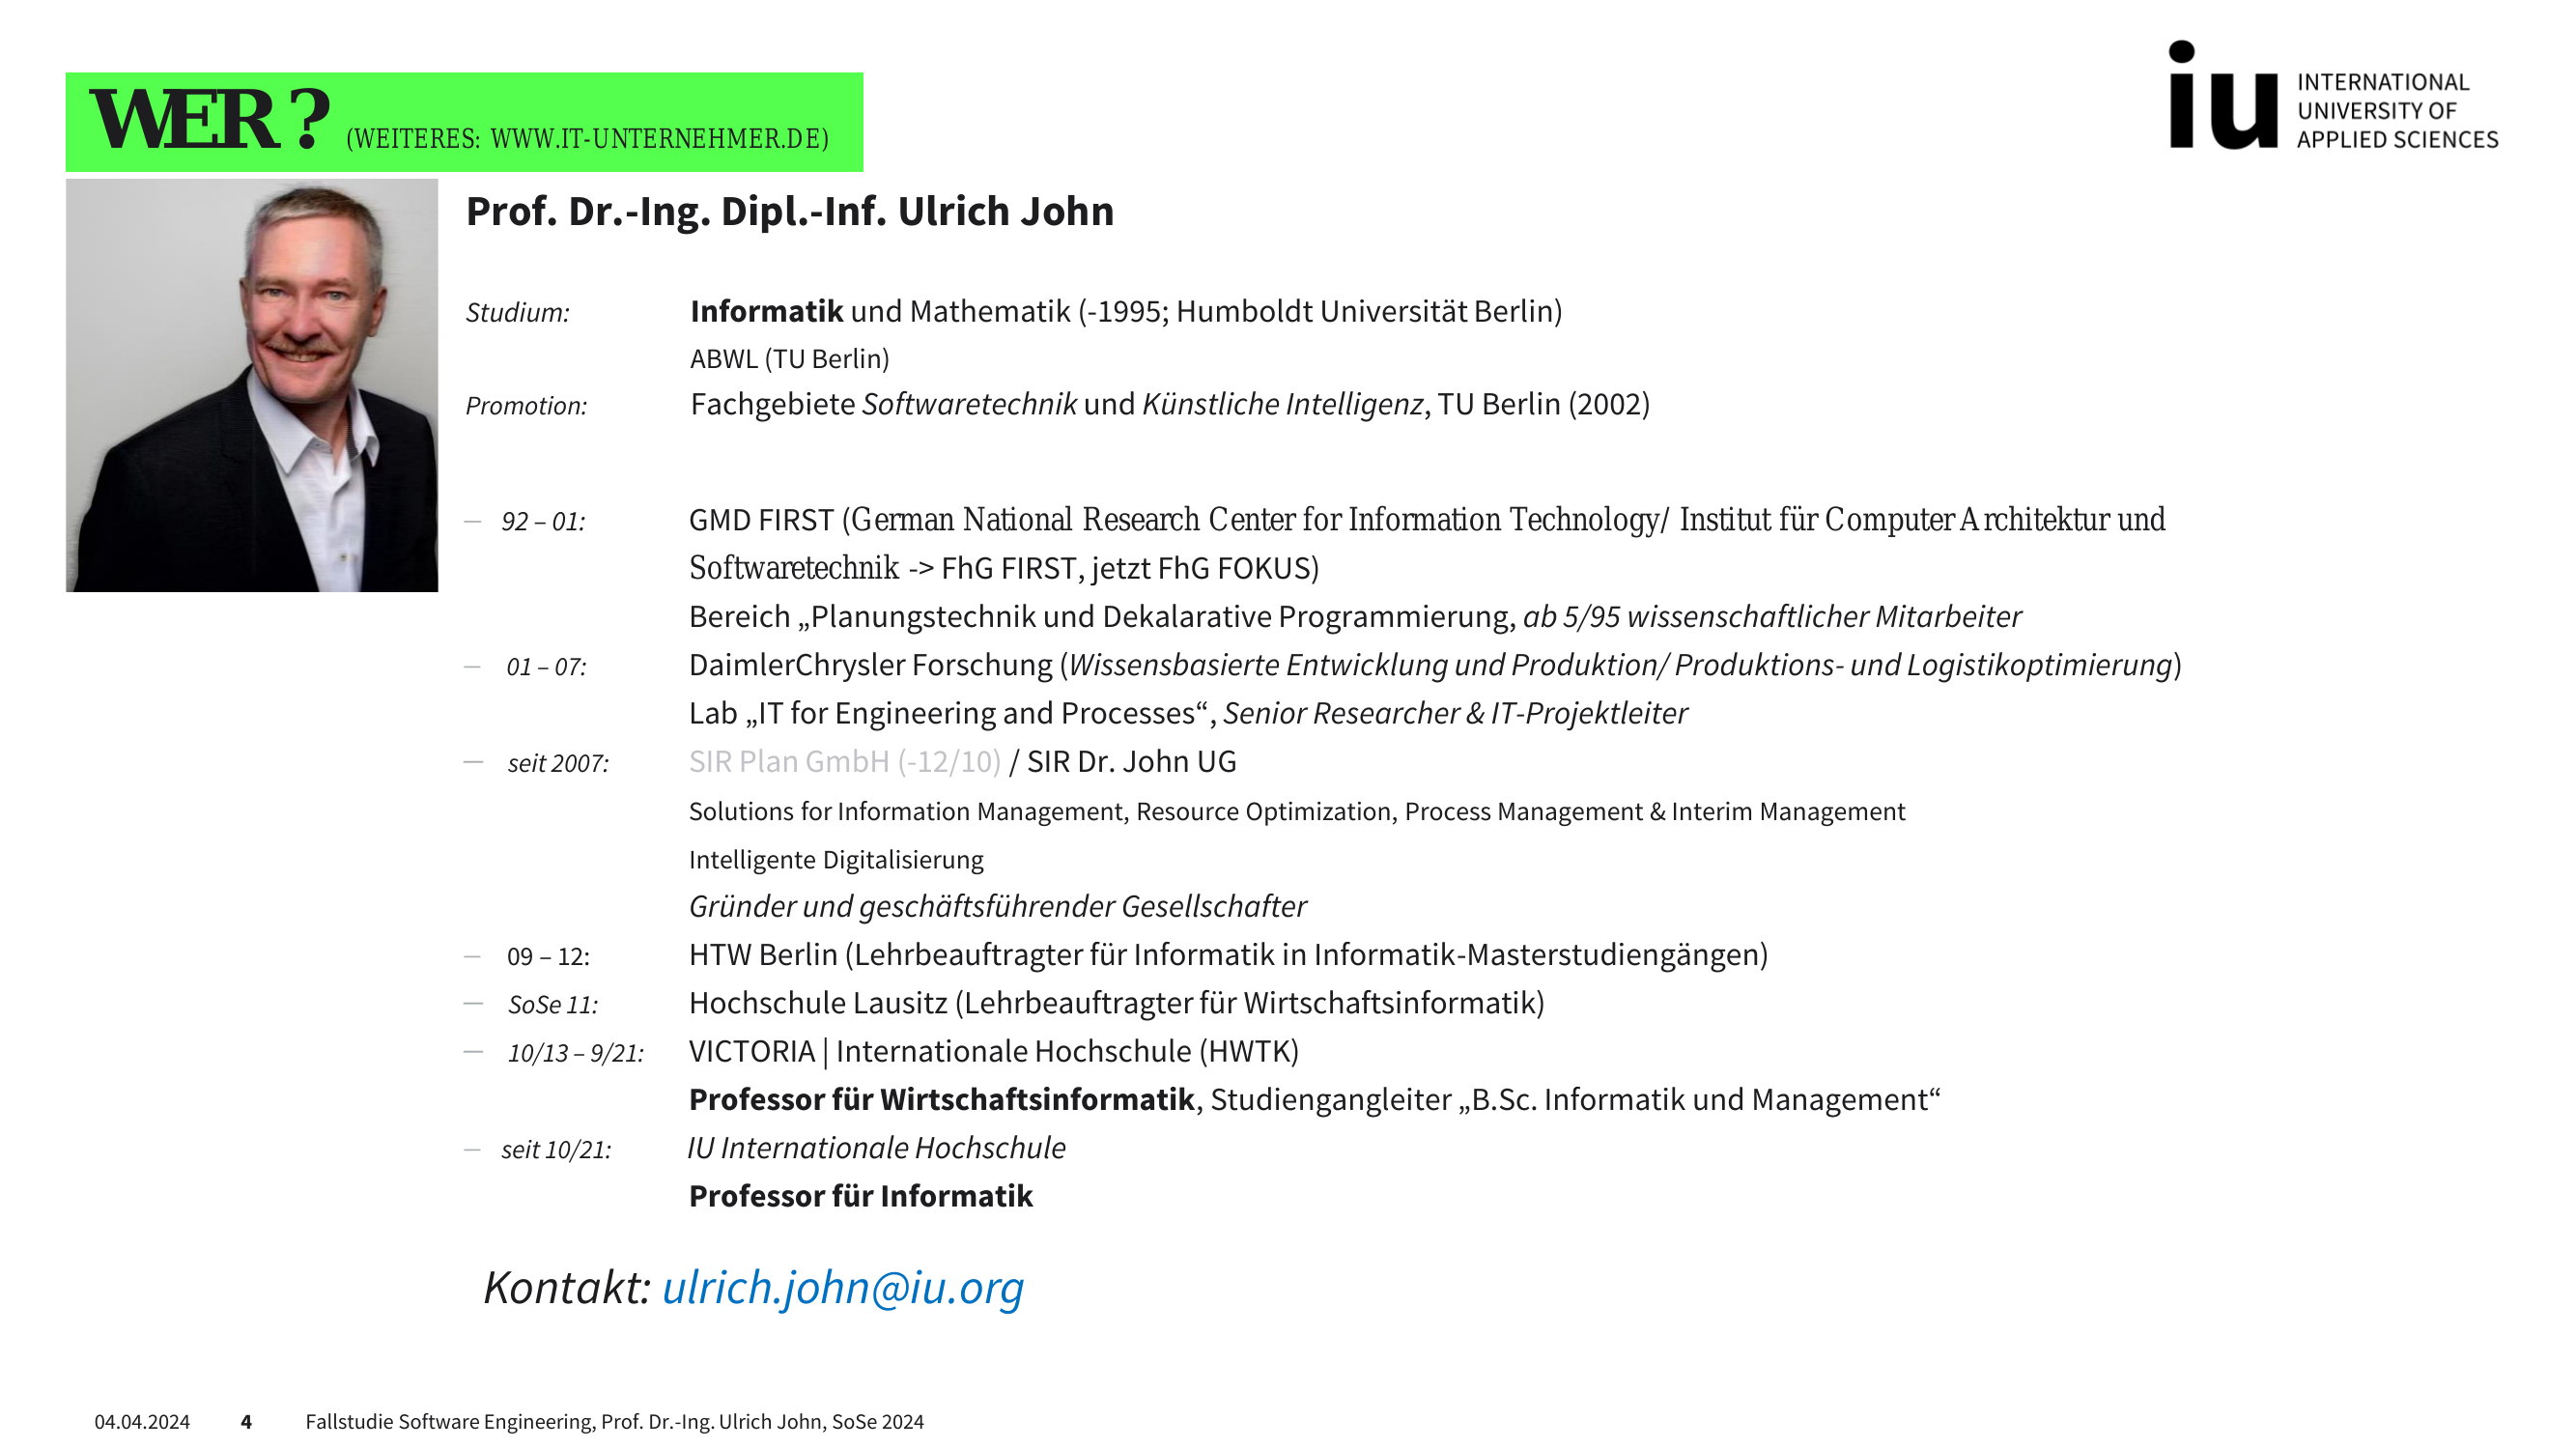 WER ? (WEITERES: WWW.IT-UNTERNEHMER.DE)
iu INTERNATIONAL
UNIVERSITY OF
APPLIED SCIENCES
Prof. Dr.-Ing. Dipl.-Inf. Ulrich John
Studium: Informatik und Mathematik (-1995; Humboldt Universität Berlin)
ABWL (TU Berlin)
Promotion: Fachgebiete Softwaretechnik und Künstliche Intelligenz, TU Berlin (2002)
– 92 – 01: GMD FIRST (German National Research Center for Information Technology/ Institut für ComputerArchitektur und
Softwaretechnik -> FhG FIRST, jetzt FhG FOKUS)
Bereich „Planungstechnik und Dekalarative Programmierung, ab 5/95 wissenschaftlicher Mitarbeiter
– 01 – 07: DaimlerChrysler Forschung (Wissensbasierte Entwicklung und Produktion/ Produktions- und Logistikoptimierung)
Lab „IT for Engineering and Processes“, Senior Researcher & IT-Projektleiter
– seit 2007: SIR Plan GmbH (-12/10) / SIR Dr. John UG
Solutions for Information Management, Resource Optimization, Process Management & Interim Management
Intelligente Digitalisierung
Gründer und geschäftsführender Gesellschafter
– 09 – 12: HTW Berlin (Lehrbeauftragter für Informatik in Informatik-Masterstudiengängen)
– SoSe 11: Hochschule Lausitz (Lehrbeauftragter für Wirtschaftsinformatik)
– 10/13 – 9/21: VICTORIA | Internationale Hochschule (HWTK)
Professor für Wirtschaftsinformatik, Studiengangleiter „B.Sc. Informatik und Management“
– seit 10/21: IU Internationale Hochschule
Professor für Informatik
Kontakt: ulrich.john@iu.org
04.04.2024 4 Fallstudie Software Engineering, Prof. Dr.-Ing. Ulrich John, SoSe 2024